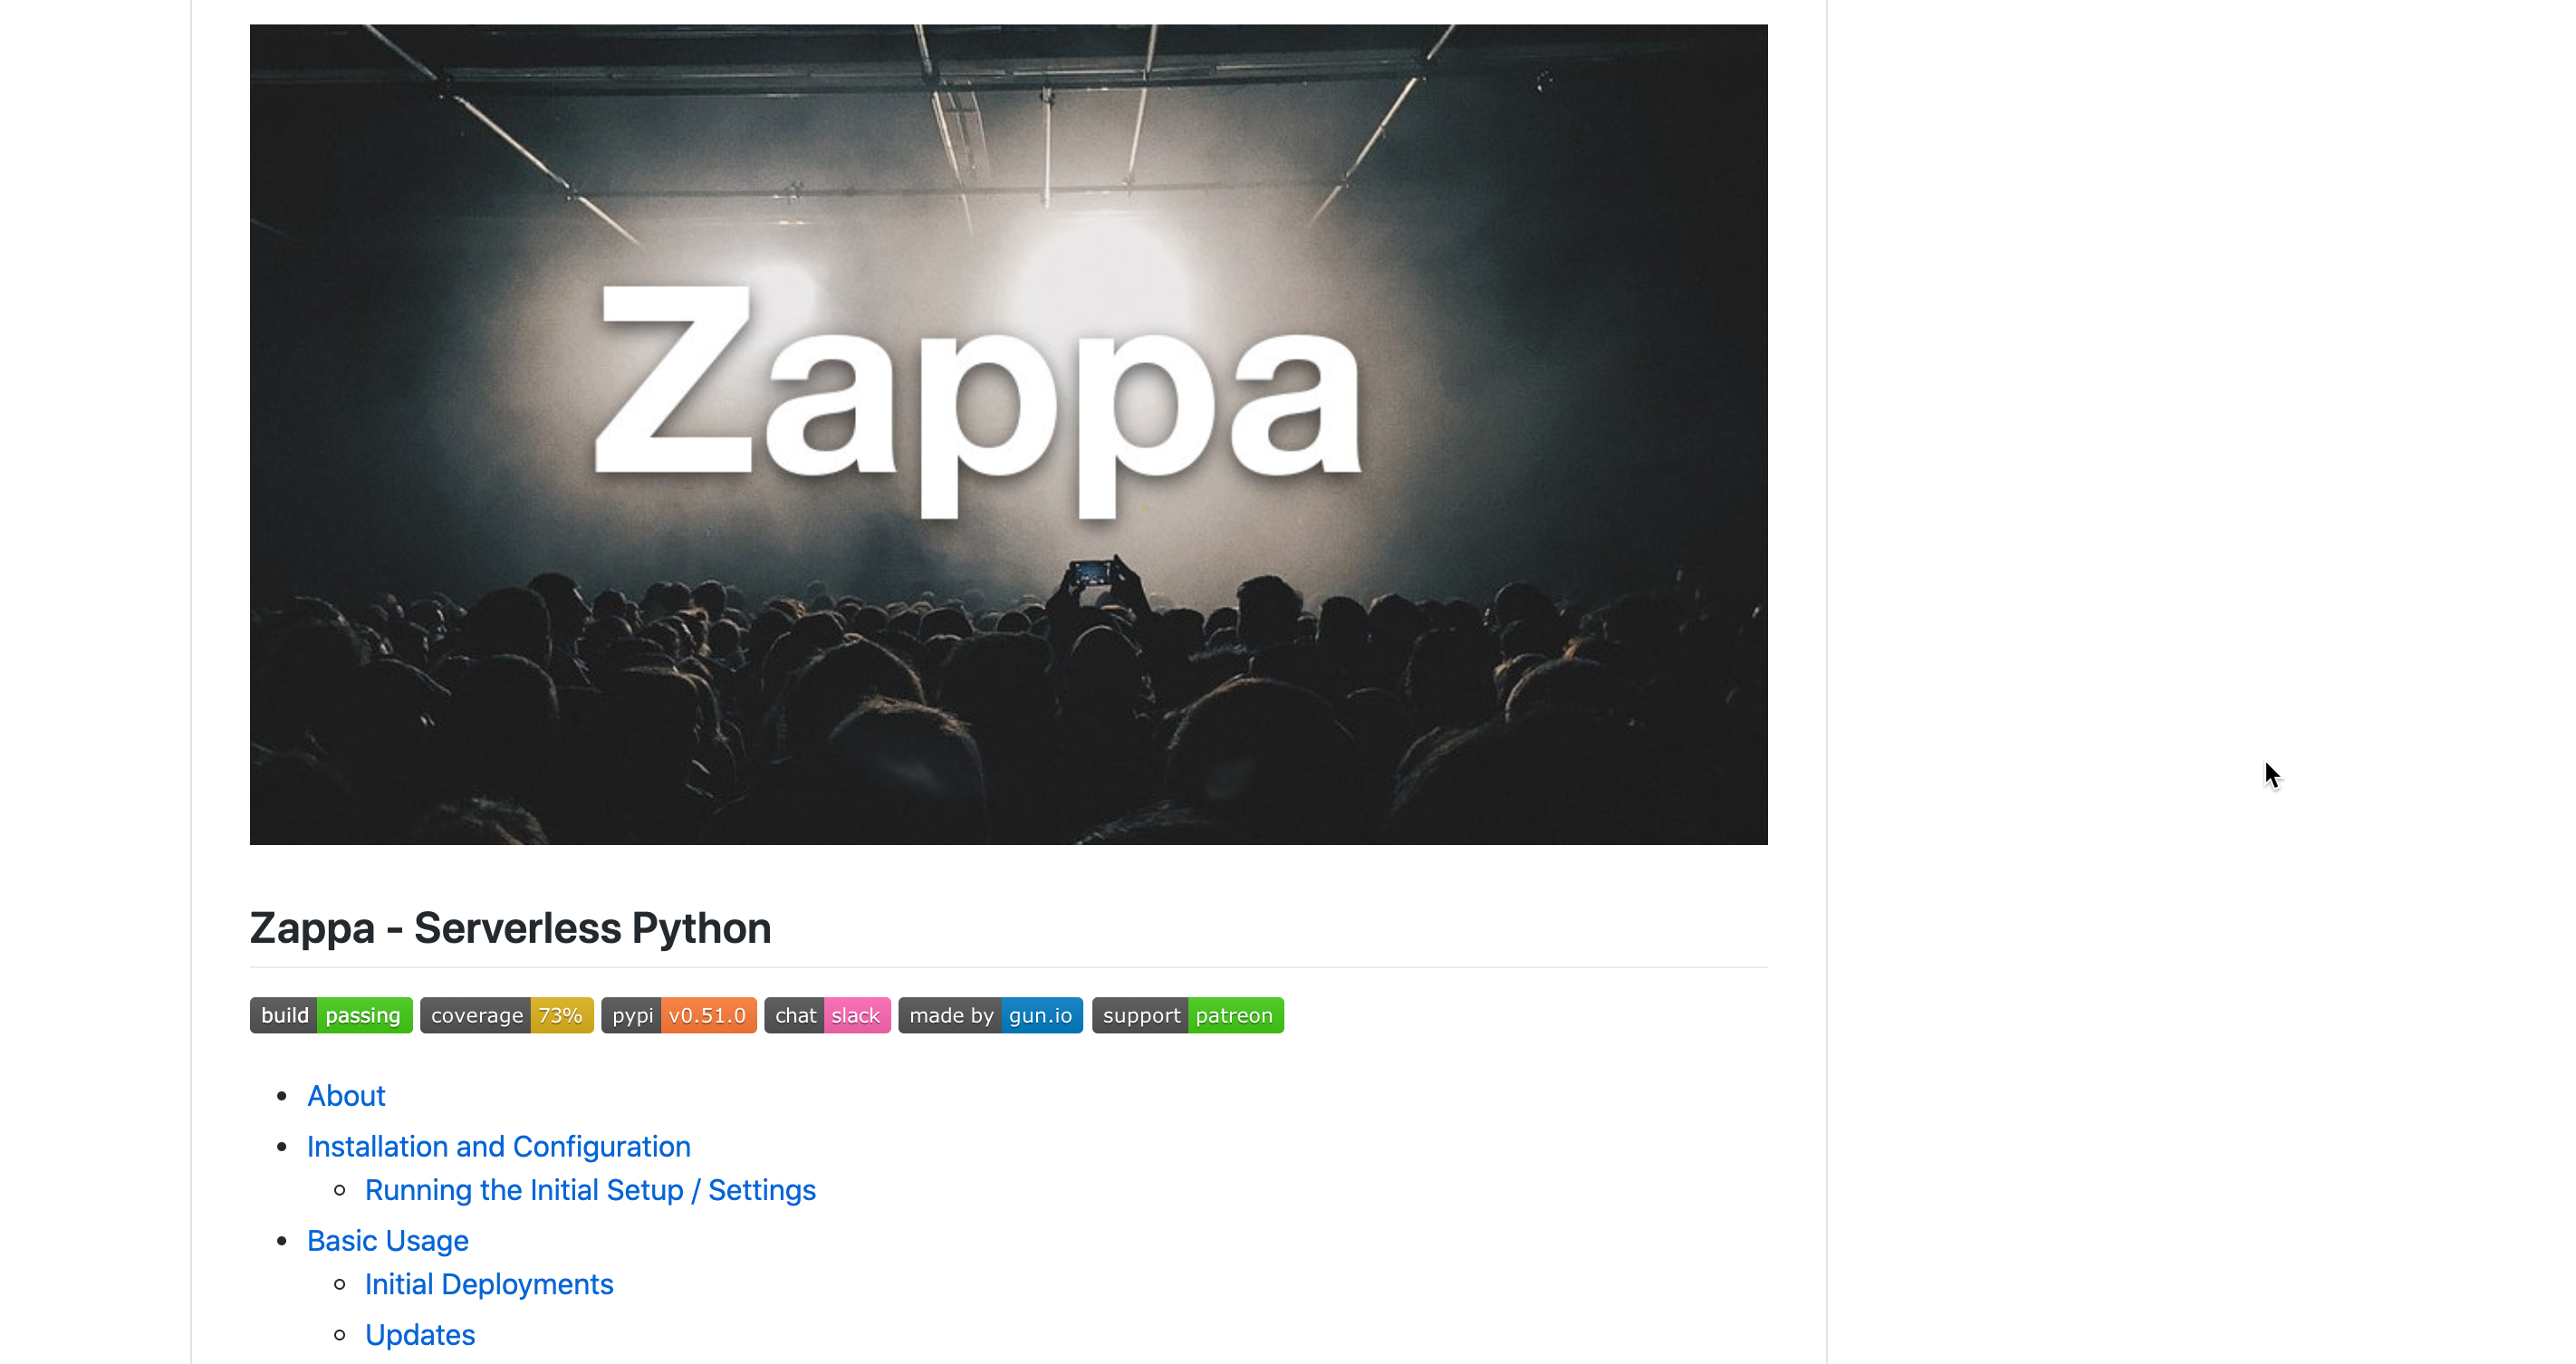 Zappa
Zappa - Serverless Python
build passing coverage 73% pypi v0.51.0 chat slack made by gun.io support patreon
About
Installation and Configuration
Running the Initial Setup / Settings
Basic Usage
Initial Deployments
Updates